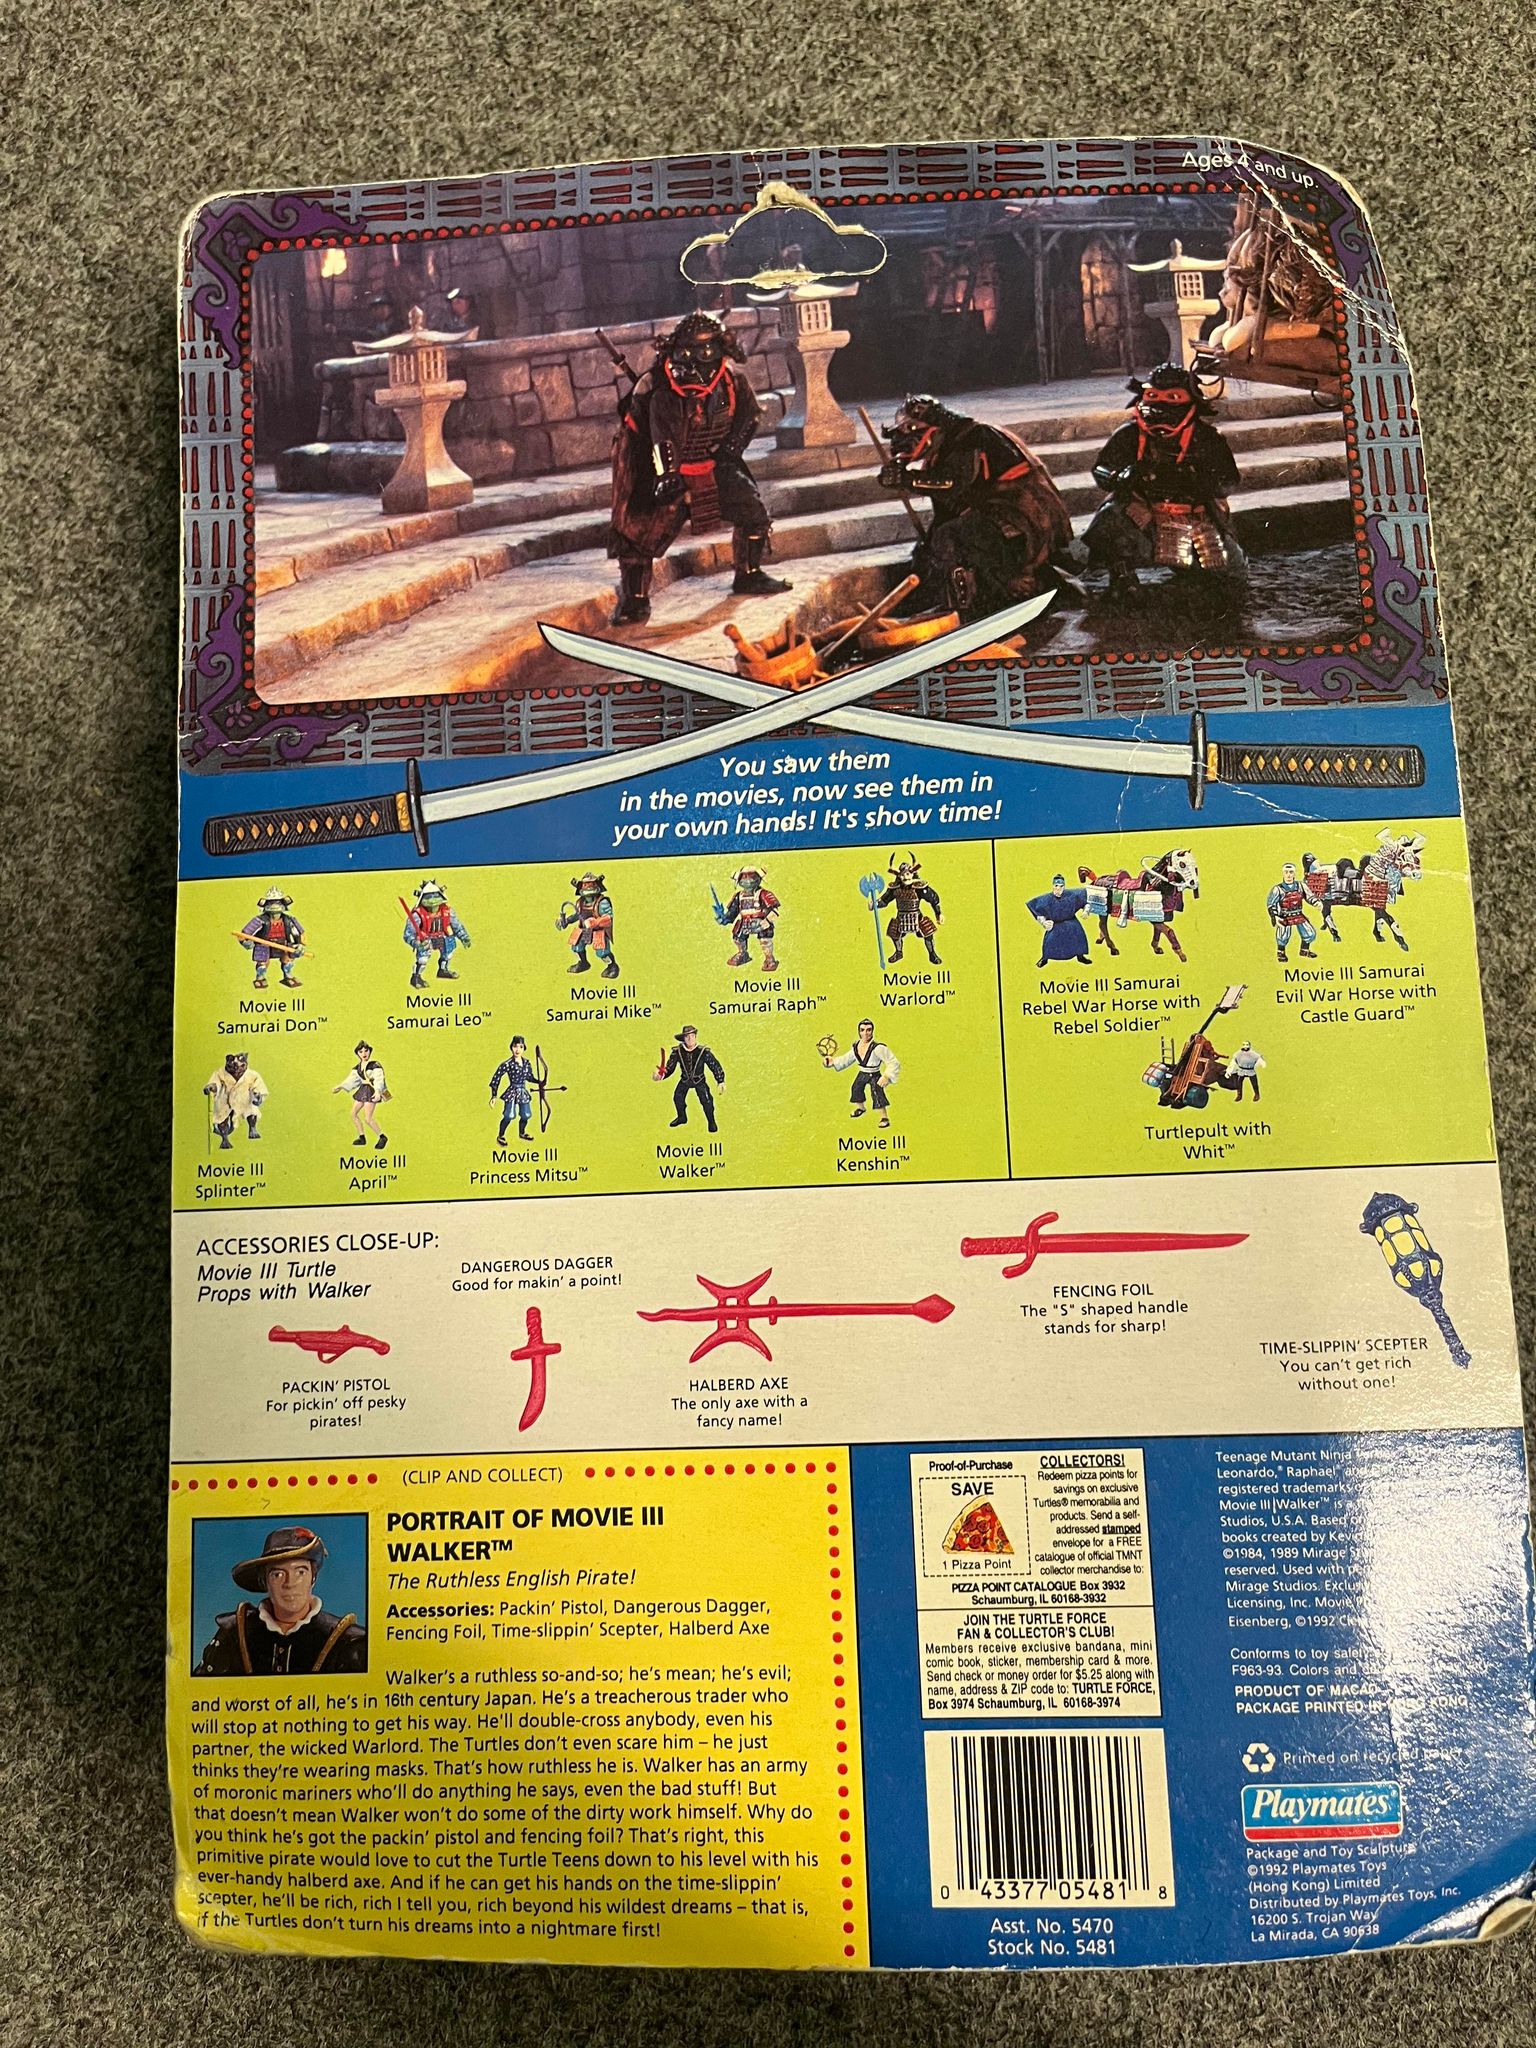 Ages 4 and up.
You saw them
in the movies, now see them in
your own hands! It's show time!
Movie III
Samurai Don™
Movie III
Samurai Leo™
Movie III
Samurai Mike™
Movie III
Samurai Raph™
Movie III
Warlord™
Movie III Samurai
Rebel War Horse with
Rebel Soldier™
Movie III Samurai
Evil War Horse with
Castle Guard™
Movie III
Splinter™
Movie III
April™
Movie III
Princess Mitsu™
Movie III
Walker™
Movie III
Kenshin™
Turtlepult with
Whit™
ACCESSORIES CLOSE-UP:
Movie III Turtle
Props with Walker
PACKIN' PISTOL
For pickin' off pesky
pirates!
DANGEROUS DAGGER
Good for makin' a point!
HALBERD AXE
The only axe with a
fancy name!
FENCING FOIL
The "S" shaped handle
stands for sharp!
TIME-SLIPPIN' SCEPTER
You can't get rich
without one!
(CLIP AND COLLECT)
PORTRAIT OF MOVIE III
WALKER™
The Ruthless English Pirate!
Accessories: Packin' Pistol, Dangerous Dagger,
Fencing Foil, Time-slippin' Scepter, Halberd Axe
Walker's a ruthless so-and-so; he's mean; he's evil;
and worst of all, he's in 16th century Japan. He's a treacherous trader who
will stop at nothing to get his way. He'll double-cross anybody, even his
partner, the wicked Warlord. The Turtles don't even scare him – he just
thinks they're wearing masks. That's how ruthless he is. Walker has an army
of moronic mariners who'll do anything he says, even the bad stuff! But
that doesn't mean Walker won't do some of the dirty work himself. Why do
you think he's got the packin' pistol and fencing foil? That's right, this
primitive pirate would love to cut the Turtle Teens down to his level with his
ever-handy halberd axe. And if he can get his hands on the time-slippin'
scepter, he'll be rich, rich I tell you, rich beyond his wildest dreams – that is,
if the Turtles don't turn his dreams into a nightmare first!
Proof-of-Purchase
SAVE
1 Pizza Point
COLLECTORS!
Redeem pizza points for
savings on exclusive
Turtles® memorabilia and
products. Send a self-
addressed stamped
envelope for a FREE
catalogue of official TMNT
collector merchandise to:
PIZZA POINT CATALOGUE Box 3932
Schaumburg, IL 60168-3932
JOIN THE TURTLE FORCE
FAN & COLLECTOR'S CLUB!
Members receive exclusive bandana, mini
comic book, sticker, membership card & more.
Send check or money order for $5.25 along with
name, address & ZIP code to: TURTLE FORCE,
Box 3974 Schaumburg, IL 60168-3974
0 43377 05481 8
Asst. No. 5470
Stock No. 5481
Teenage Mutant Ninja
Leonardo,® Raphael® and
registered trademarks
Movie III Walker™ is a
Studios, U.S.A. Based on
books created by Kevin
©1984, 1989 Mirage
reserved. Used with
Mirage Studios.
Licensing, Inc. Movie
Eisenberg, ©1992
Conforms to toy safety
F963-93. Colors and
PRODUCT OF MACAO
PACKAGE PRINTED IN HONG KONG
Printed on recycled paper
Playmates®
Package and Toy Sculpture
©1992 Playmates Toys
(Hong Kong) Limited
Distributed by Playmates Toys, Inc.
16200 S. Trojan Way
La Mirada, CA 90638